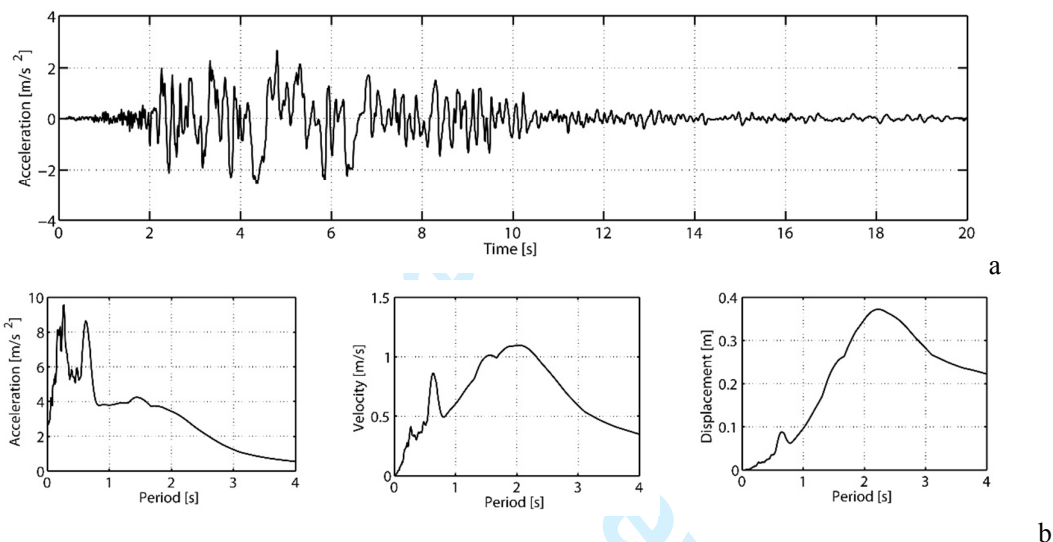 4
2
0
−2
−4
Acceleration [m/s 2]
0 2 4 6 8 10 12 14 16 18 20
Time [s]
a
10
8
6
4
2
0
Acceleration [m/s 2]
0 1 2 3 4
Period [s]
1.5
1
0.5
0
Velocity [m/s]
0 1 2 3 4
Period [s]
0.4
0.3
0.2
0.1
0
Displacement [m]
0 1 2 3 4
Period [s]
b